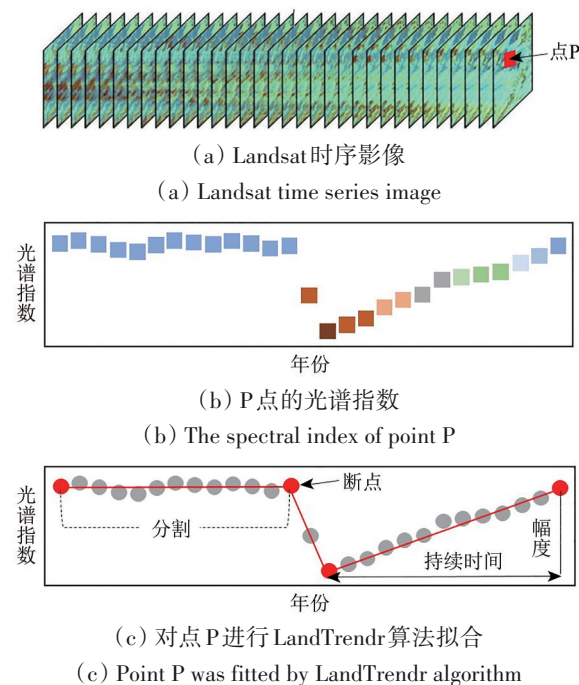 点P
(a) Landsat时序影像
(a) Landsat time series image
光谱指数
年份
(b) P点的光谱指数
(b) The spectral index of point P
光谱指数
断点
分割
幅度
持续时间
年份
(c) 对点P进行LandTrendr算法拟合
(c) Point P was fitted by LandTrendr algorithm